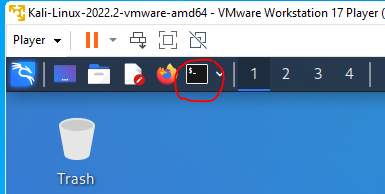 Kali-Linux-2022.2-vmware-amd64 - VMware Workstation 17 Player (
Player
$_
1 2 3 4
Trash